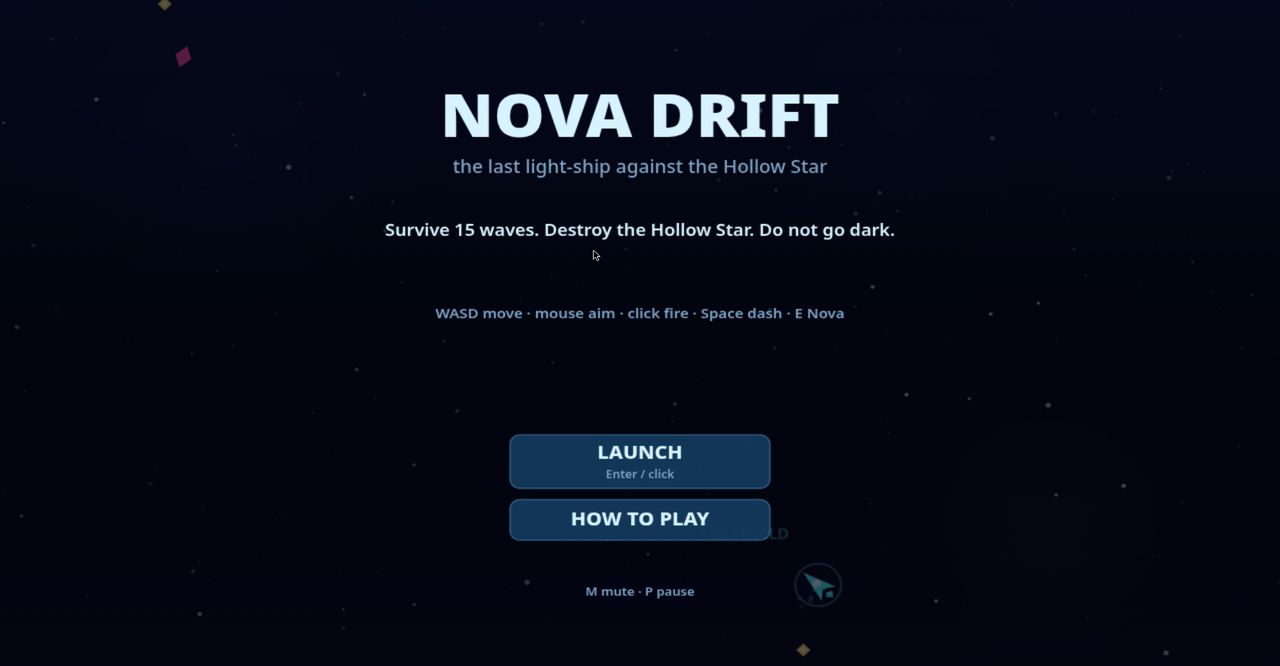 NOVA DRIFT
the last light-ship against the Hollow Star
Survive 15 waves. Destroy the Hollow Star. Do not go dark.
WASD move · mouse aim · click fire · Space dash · E Nova
LAUNCH
Enter / click
HOW TO PLAY
M mute · P pause